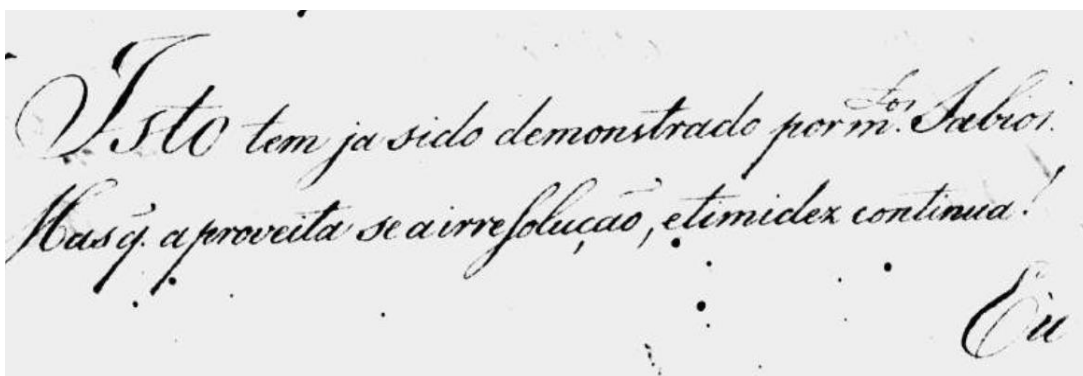 Isto tem ja sido demonstrado por m.tos Sabios.
Mas q̃. aproveita se a irresolução, e timidez continua!
Eu